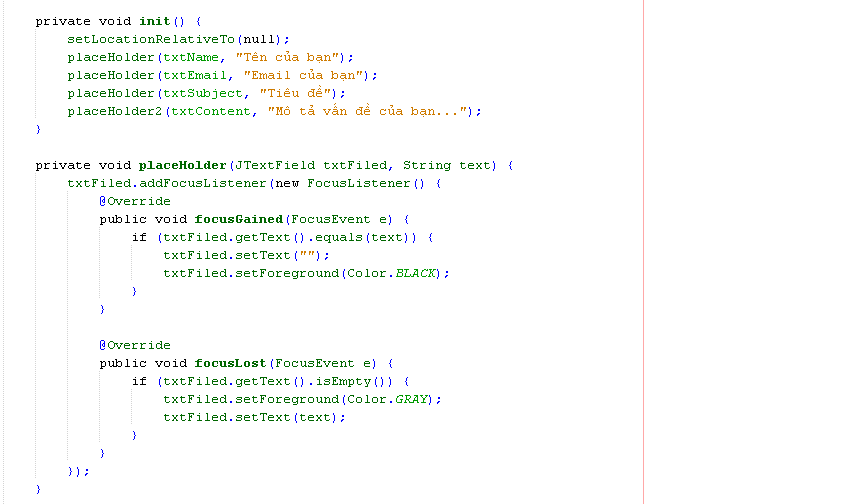 private void init() {
setLocationRelativeTo(null);
placeHolder(txtName, "Tên của bạn");
placeHolder(txtEmail, "Email của bạn");
placeHolder(txtSubject, "Tiêu đề");
placeHolder2(txtContent, "Mô tả vấn đề của bạn...");
}
private void placeHolder(JTextField txtFiled, String text) {
txtFiled.addFocusListener(new FocusListener() {
@Override
public void focusGained(FocusEvent e) {
if (txtFiled.getText().equals(text)) {
txtFiled.setText("");
txtFiled.setForeground(Color.BLACK);
}
}
@Override
public void focusLost(FocusEvent e) {
if (txtFiled.getText().isEmpty()) {
txtFiled.setForeground(Color.GRAY);
txtFiled.setText(text);
}
}
});
}